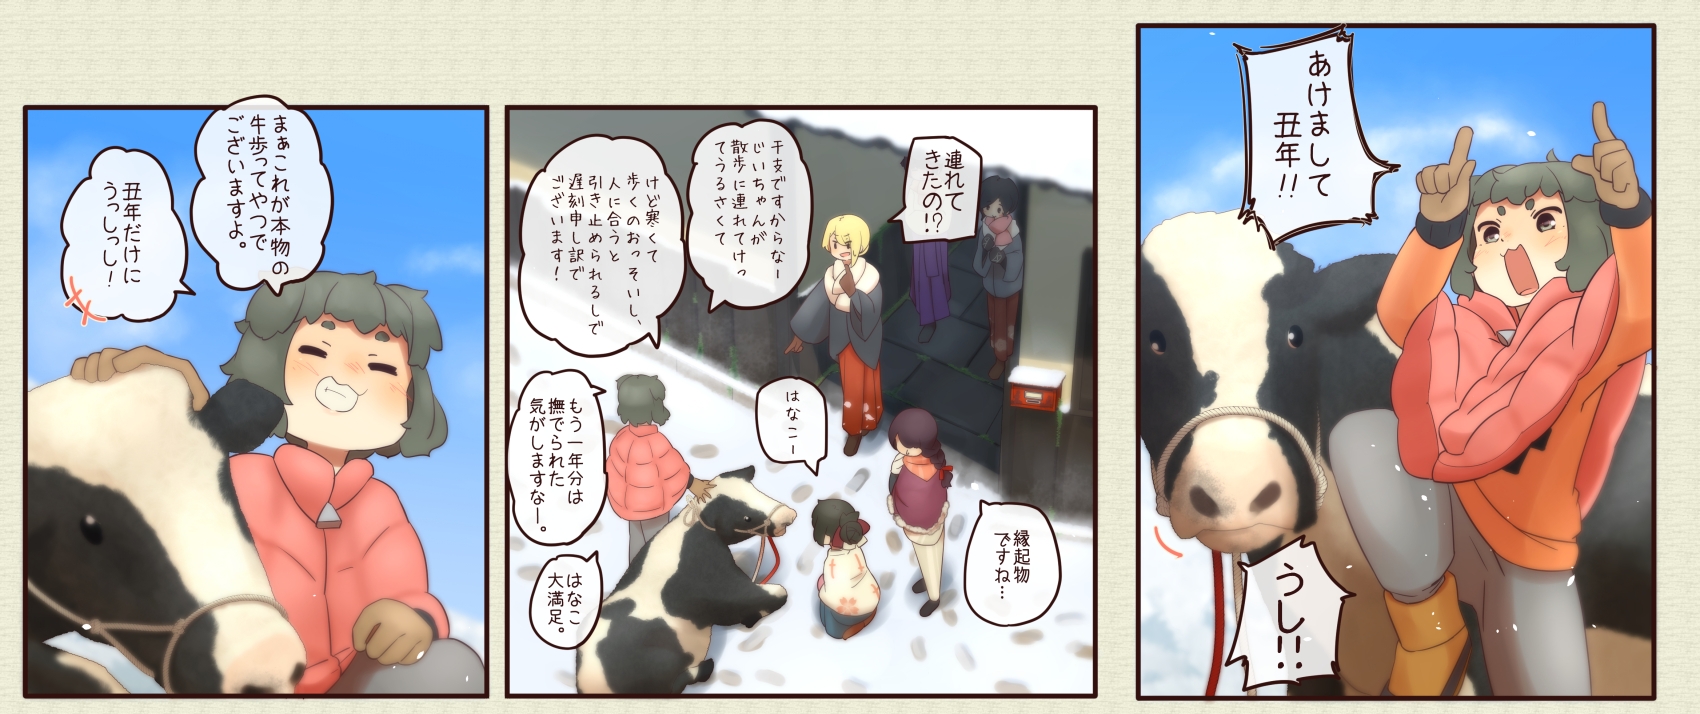 あけまして
丑年!!
うし!!
連れて
きたの!?
干支ですからなー
じいちゃんが
散歩に連れてけっ
てうるさくて
けど寒くて
歩くのおっそいし、
人に合うと
引き止められるしで
遅刻申し訳で
ございます!
はなこー
縁起物
ですね…
もう一年分は
撫でられた
気がしますなー。
はなこ
大満足。
まぁこれが本物の
牛歩ってやつで
ございますよ。
丑年だけに
うっしっし!